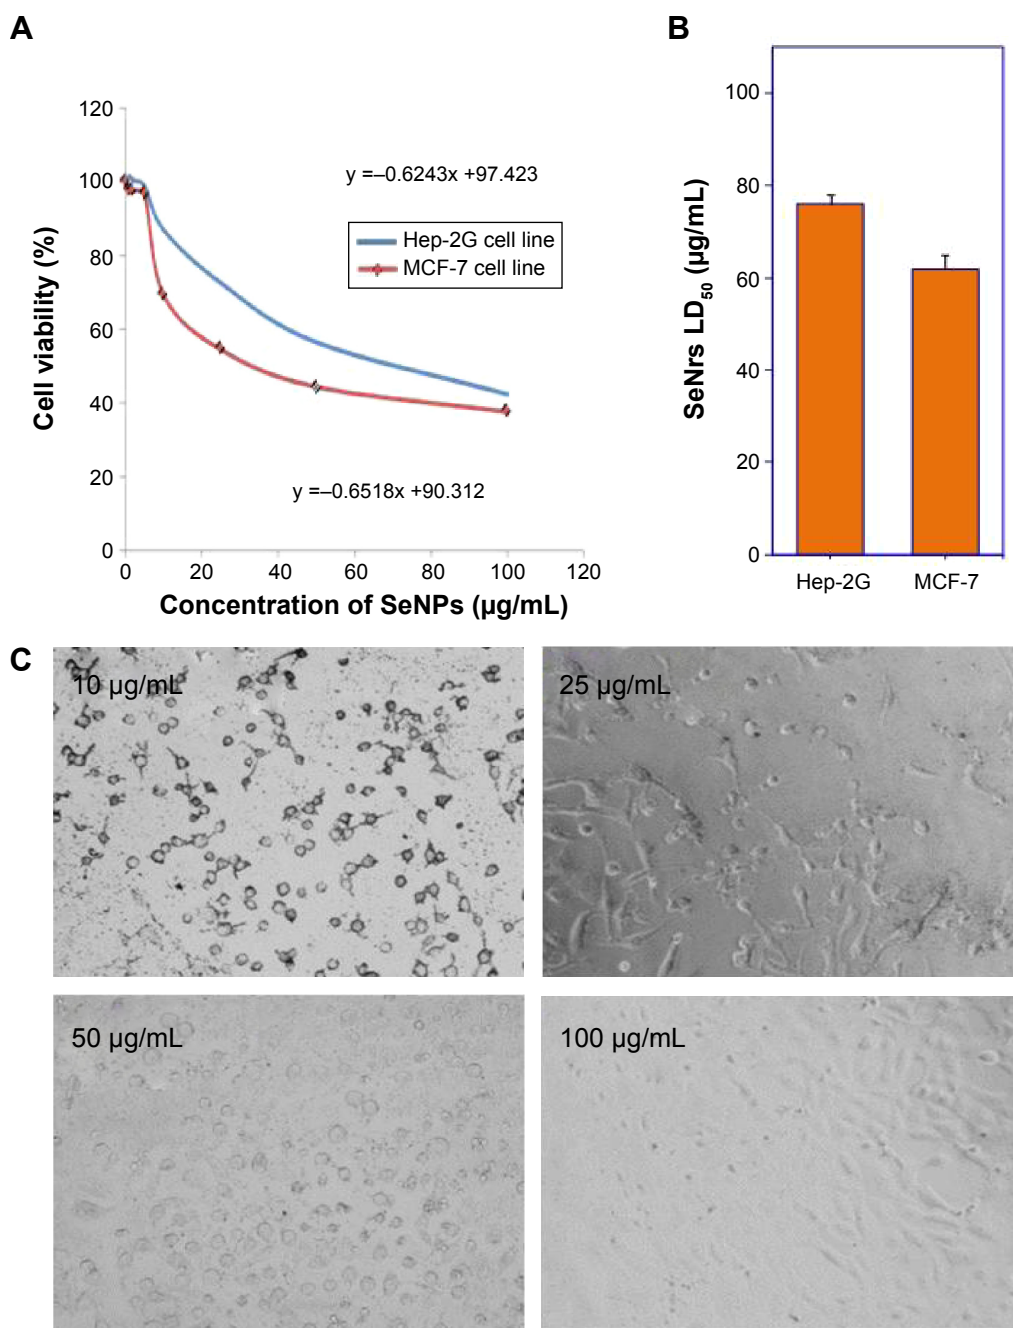 A
120
100
80
60
40
20
0
Cell viability (%)
y =–0.6243x +97.423
Hep-2G cell line
MCF-7 cell line
y =–0.6518x +90.312
0 20 40 60 80 100 120
Concentration of SeNPs (µg/mL)
B
100
80
60
40
20
0
SeNrs LD50 (µg/mL)
Hep-2G MCF-7
C
10 µg/mL
25 µg/mL
50 µg/mL
100 µg/mL